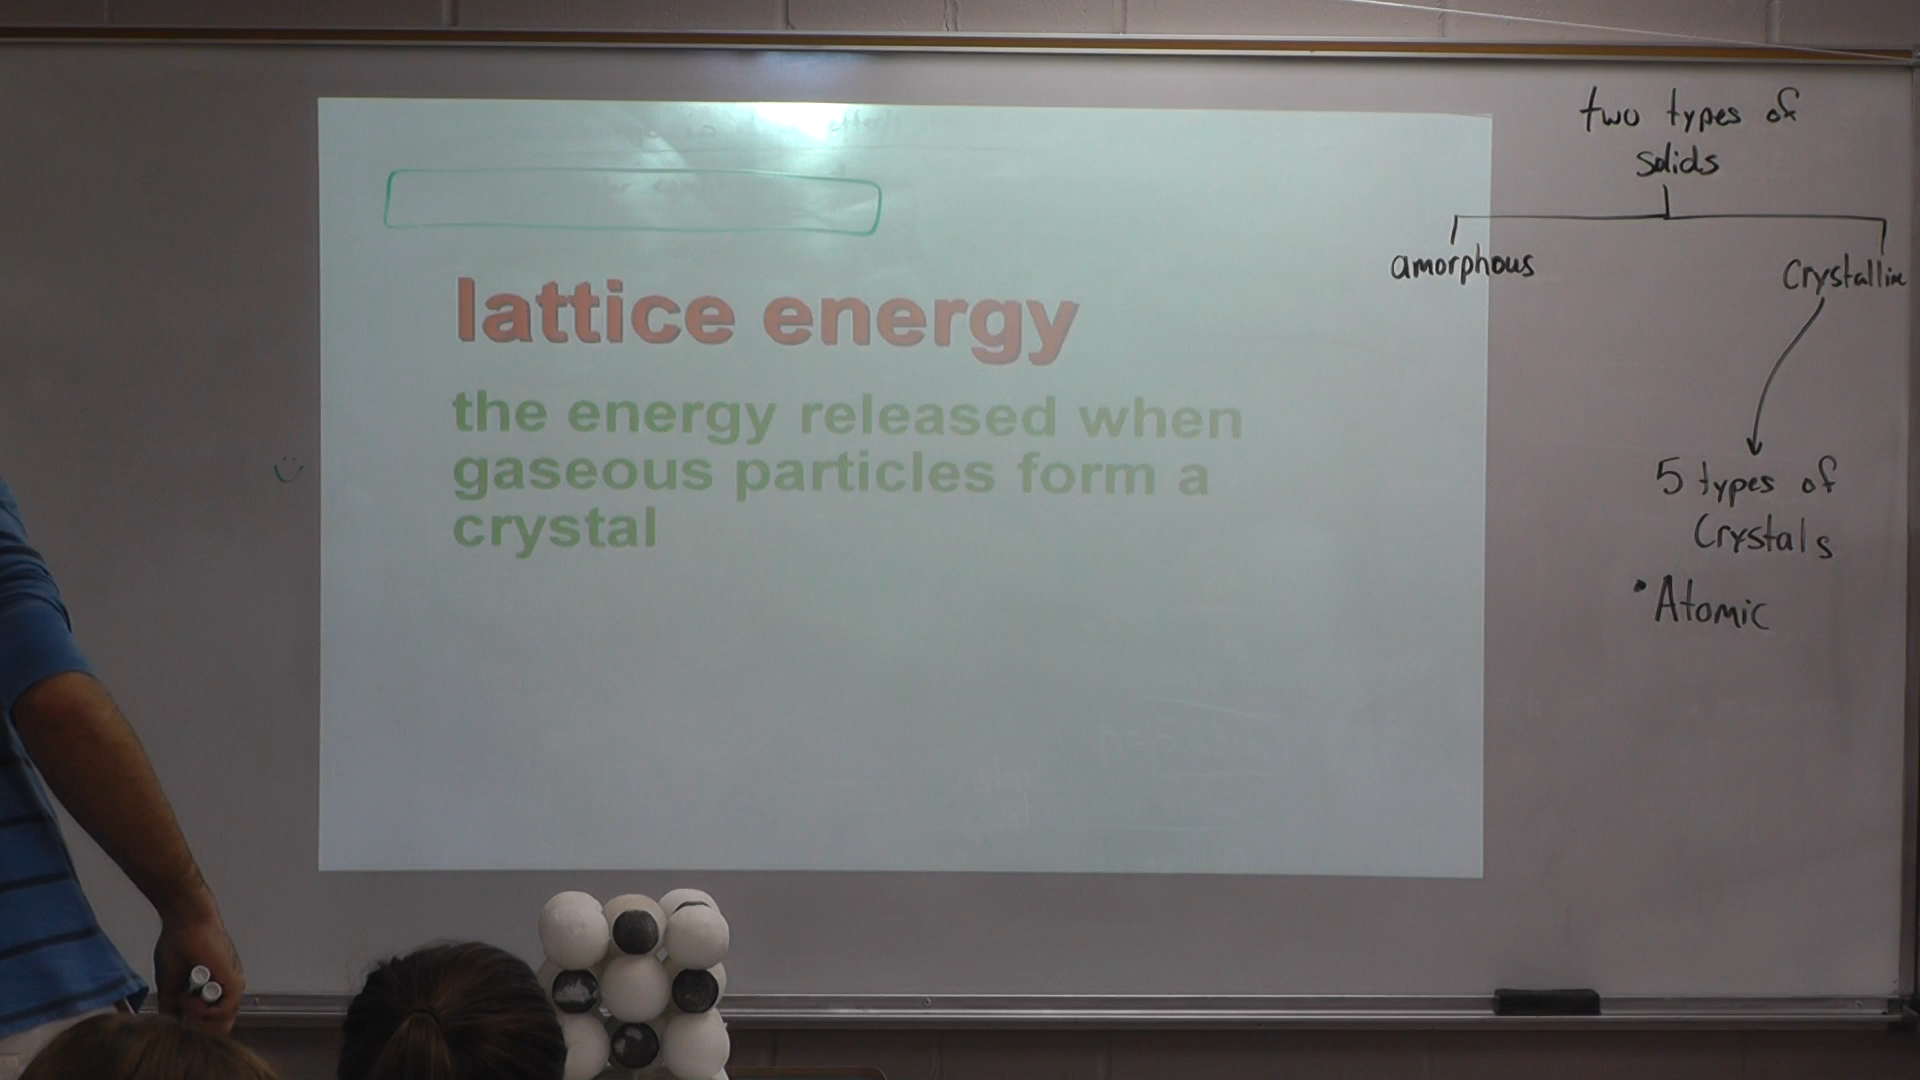 lattice energy
the energy released when
gaseous particles form a
crystal
two types of
solids
amorphous
Crystalline
5 types of
Crystals
• Atomic